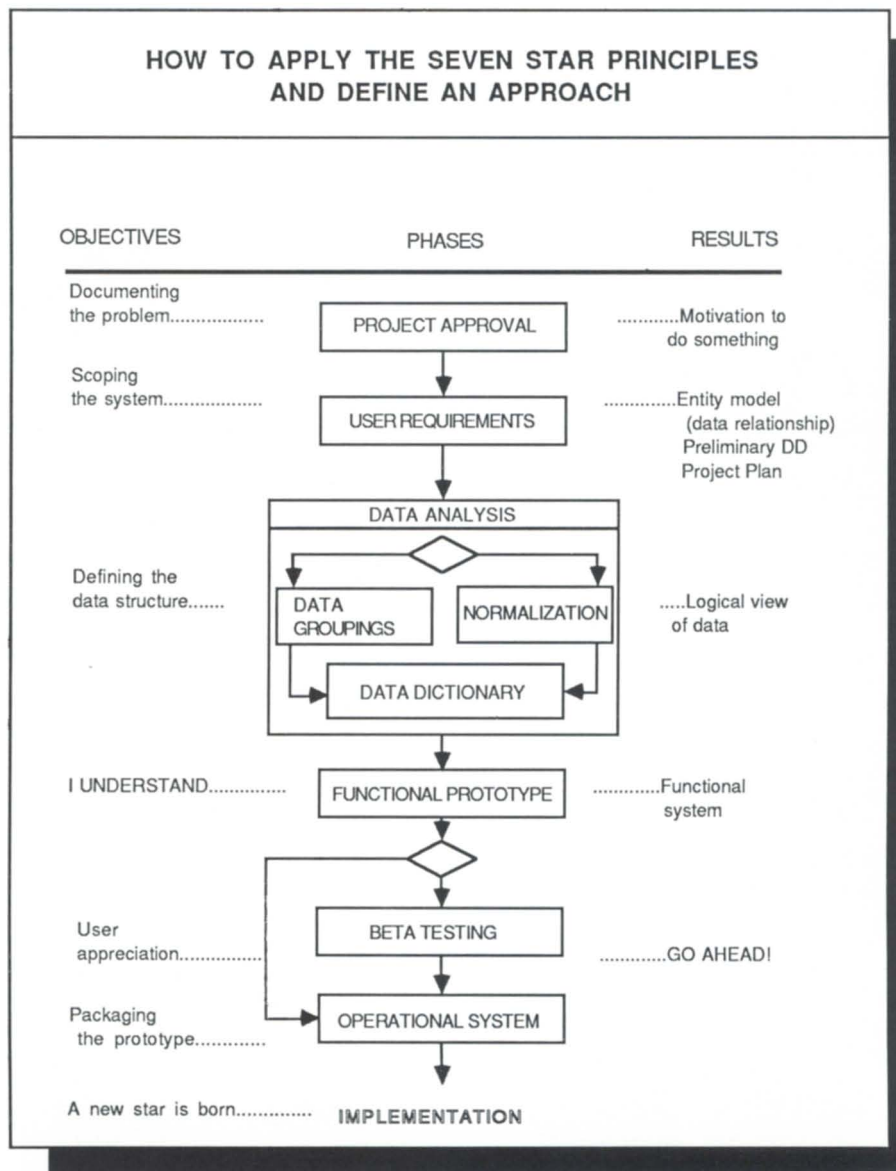 HOW TO APPLY THE SEVEN STAR PRINCIPLES
AND DEFINE AN APPROACH
OBJECTIVES
PHASES
RESULTS
Documenting
the problem..................
PROJECT APPROVAL
............Motivation to
do something
Scoping
the system...................
USER REQUIREMENTS
..............Entity model
(data relationship)
Preliminary DD
Project Plan
DATA ANALYSIS
Defining the
data structure.......
DATA
GROUPINGS
NORMALIZATION
.....Logical view
of data
DATA DICTIONARY
I UNDERSTAND..............
FUNCTIONAL PROTOTYPE
.............Functional
system
User
appreciation................
BETA TESTING
.............GO AHEAD!
Packaging
the prototype.............
OPERATIONAL SYSTEM
A new star is born..............
IMPLEMENTATION